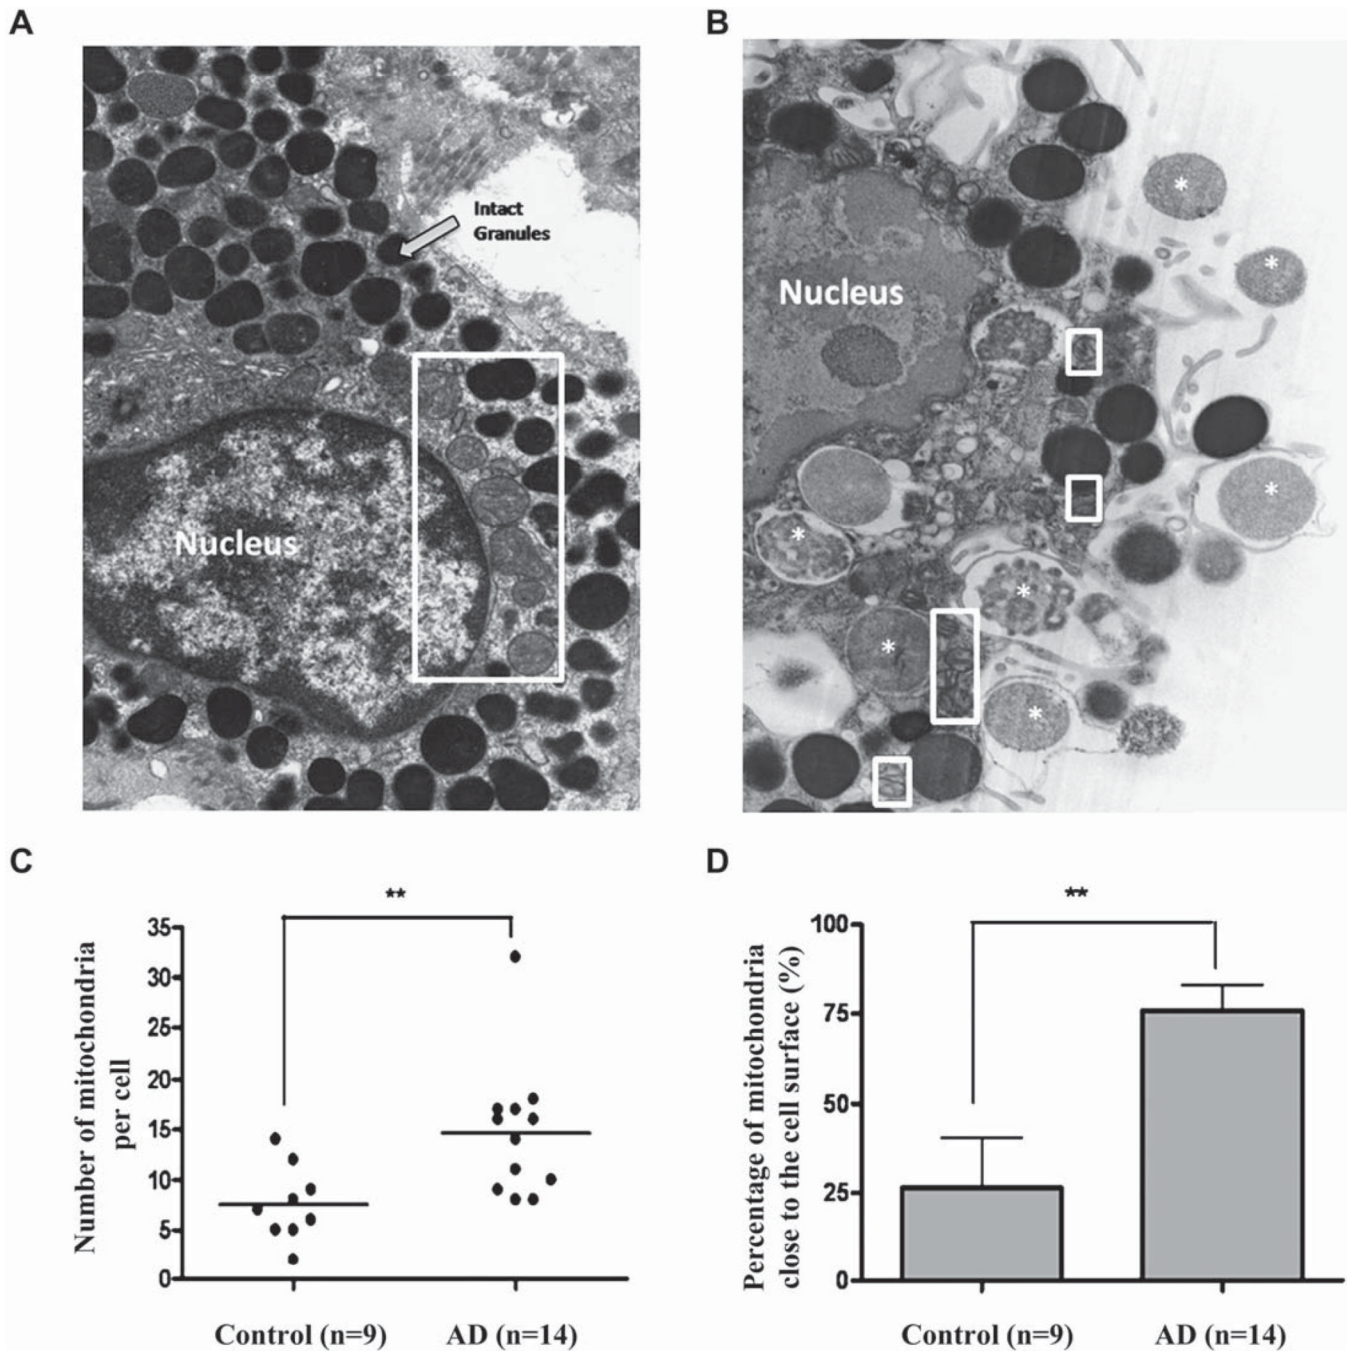 A
B
Intact
Granules
Nucleus
Nucleus
*
*
*
*
*
*
*
C
D
**
Number of mitochondria
per cell
35
30
25
20
15
10
5
0
Control (n=9)
AD (n=14)
**
Percentage of mitochondria
close to the cell surface (%)
100
75
50
25
0
Control (n=9)
AD (n=14)